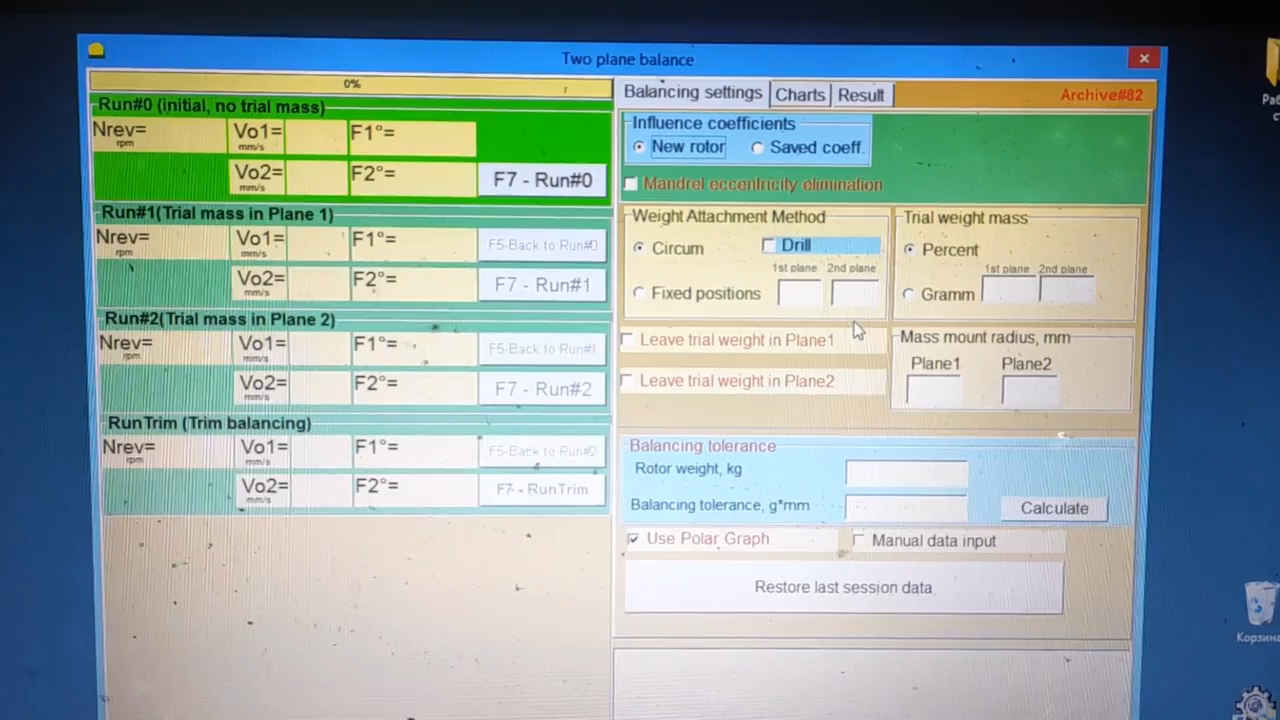 Two plane balance
0%
Run#0 (initial, no trial mass)
Nrev=
rpm
Vo1=
mm/s
F1°=
Vo2=
mm/s
F2°=
F7 - Run#0
Run#1(Trial mass in Plane 1)
Nrev=
rpm
Vo1=
mm/s
F1°=
F5-Back to Run#0
Vo2=
mm/s
F2°=
F7 - Run#1
Run#2(Trial mass in Plane 2)
Nrev=
rpm
Vo1=
mm/s
F1°=
F5-Back to Run#1
Vo2=
mm/s
F2°=
F7 - Run#2
RunTrim (Trim balancing)
Nrev=
rpm
Vo1=
mm/s
F1°=
F5-Back to Run#2
Vo2=
mm/s
F2°=
F7 - RunTrim
Balancing settings Charts Result Archive#82
Influence coefficients
New rotor Saved coeff.
Mandrel eccentricity elimination
Weight Attachment Method
Circum Drill
1st plane 2nd plane
Fixed positions
Trial weight mass
Percent
1st plane 2nd plane
Gramm
Leave trial weight in Plane1
Leave trial weight in Plane2
Mass mount radius, mm
Plane1 Plane2
Balancing tolerance
Rotor weight, kg
Balancing tolerance, g*mm
Calculate
Use Polar Graph Manual data input
Restore last session data
Корзина